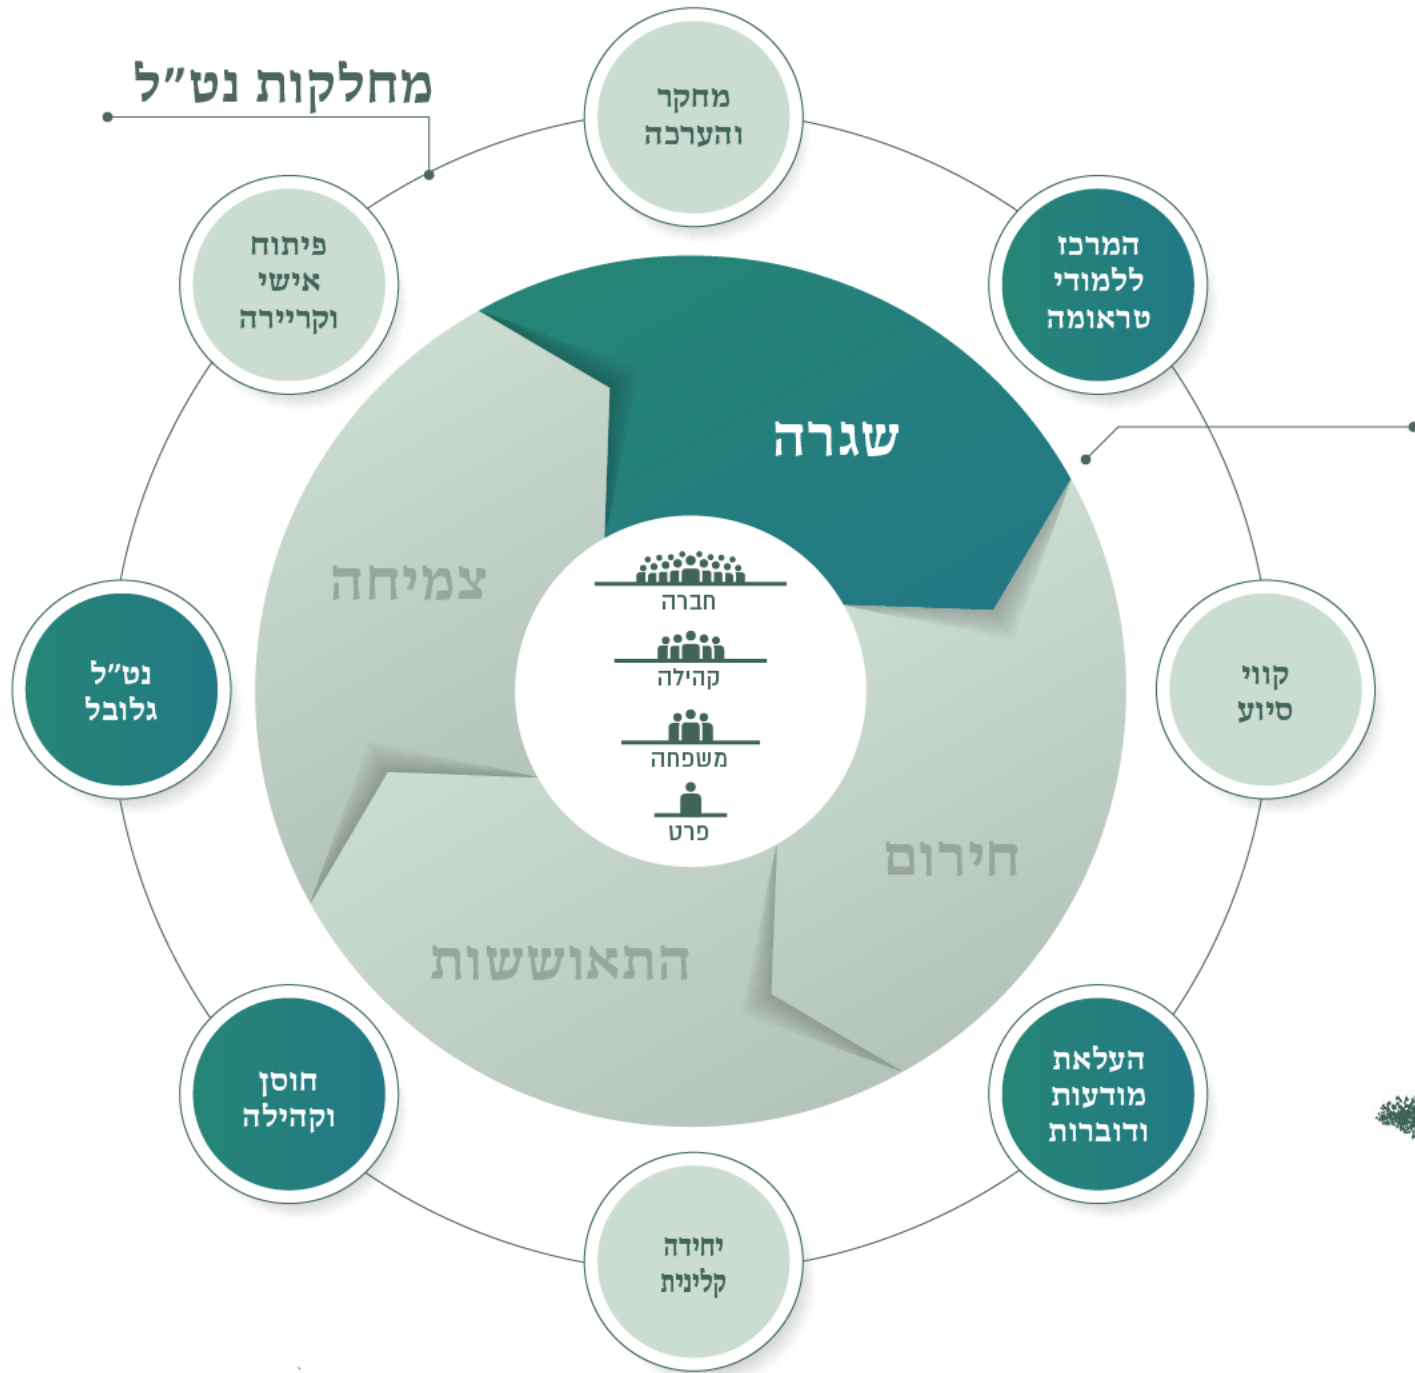 מחלקות נט״ל
מחקר
והערכה
המרכז
ללמודי
טראומה
קווי
סיוע
העלאת
מודעות
ודוברות
יחידה
קלינית
חוסן
וקהילה
נט״ל
גלובל
פיתוח
אישי
וקריירה
שגרה
חירום
התאוששות
צמיחה
חברה
קהילה
משפחה
פרט